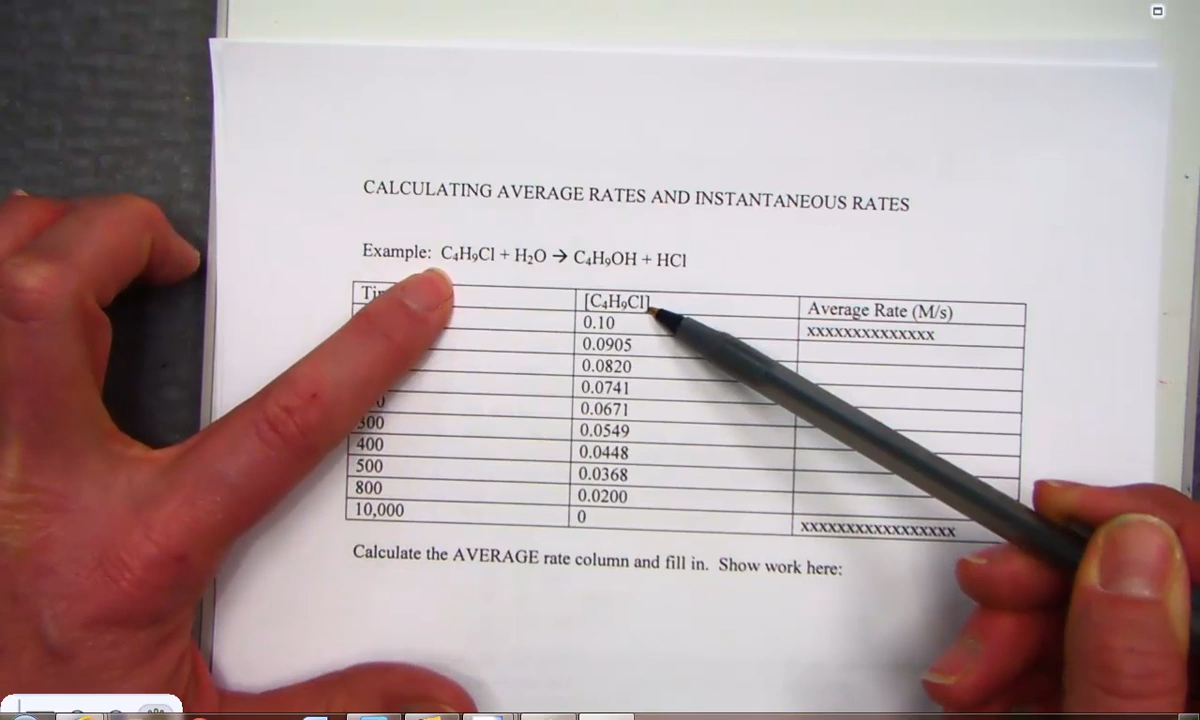 CALCULATING AVERAGE RATES AND INSTANTANEOUS RATES
Example: C₄H₉Cl + H₂O → C₄H₉OH + HCl
[C₄H₉Cl] Average Rate (M/s)
0.10 xxxxxxxxxxxxxx
0.0905
0.0820
0.0741
0.0671
300 0.0549
400 0.0448
500 0.0368
800 0.0200
10,000 0 xxxxxxxxxxxxxxxxx
Calculate the AVERAGE rate column and fill in. Show work here: